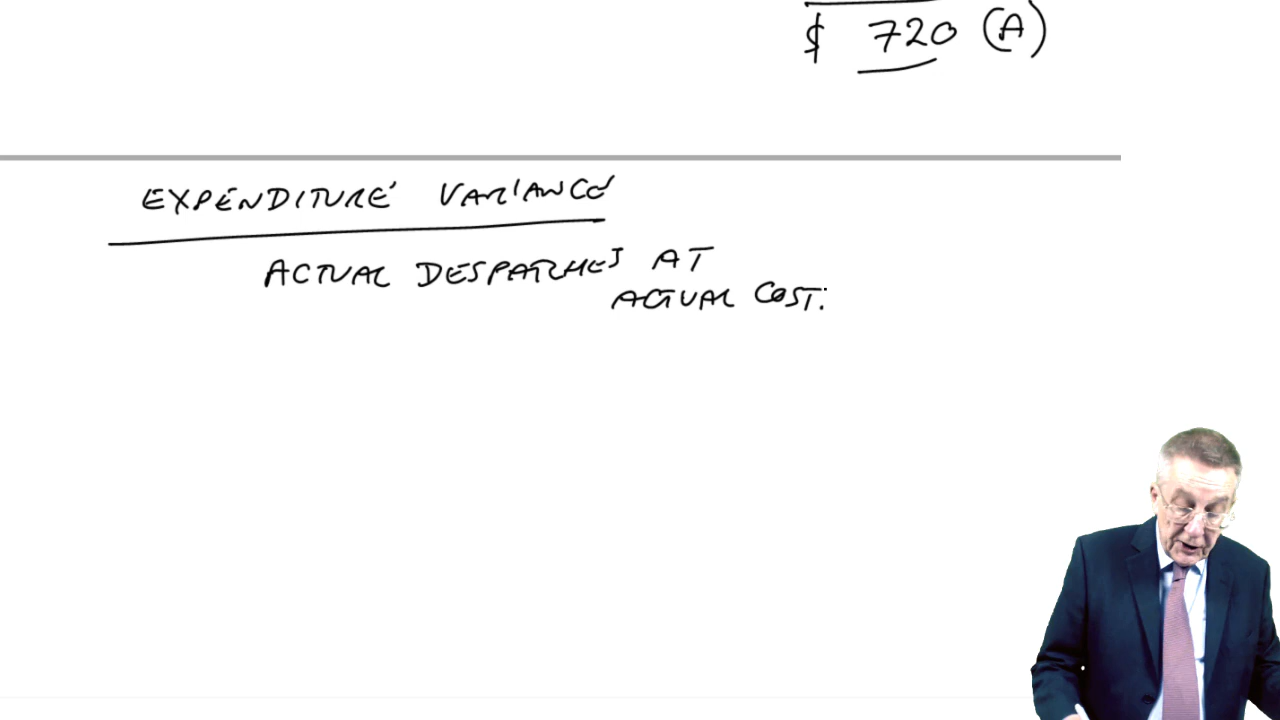 $ 720 (A)
EXPENDITURE VARIANCE
ACTUAL DESPATCHES AT
ACTUAL COST.